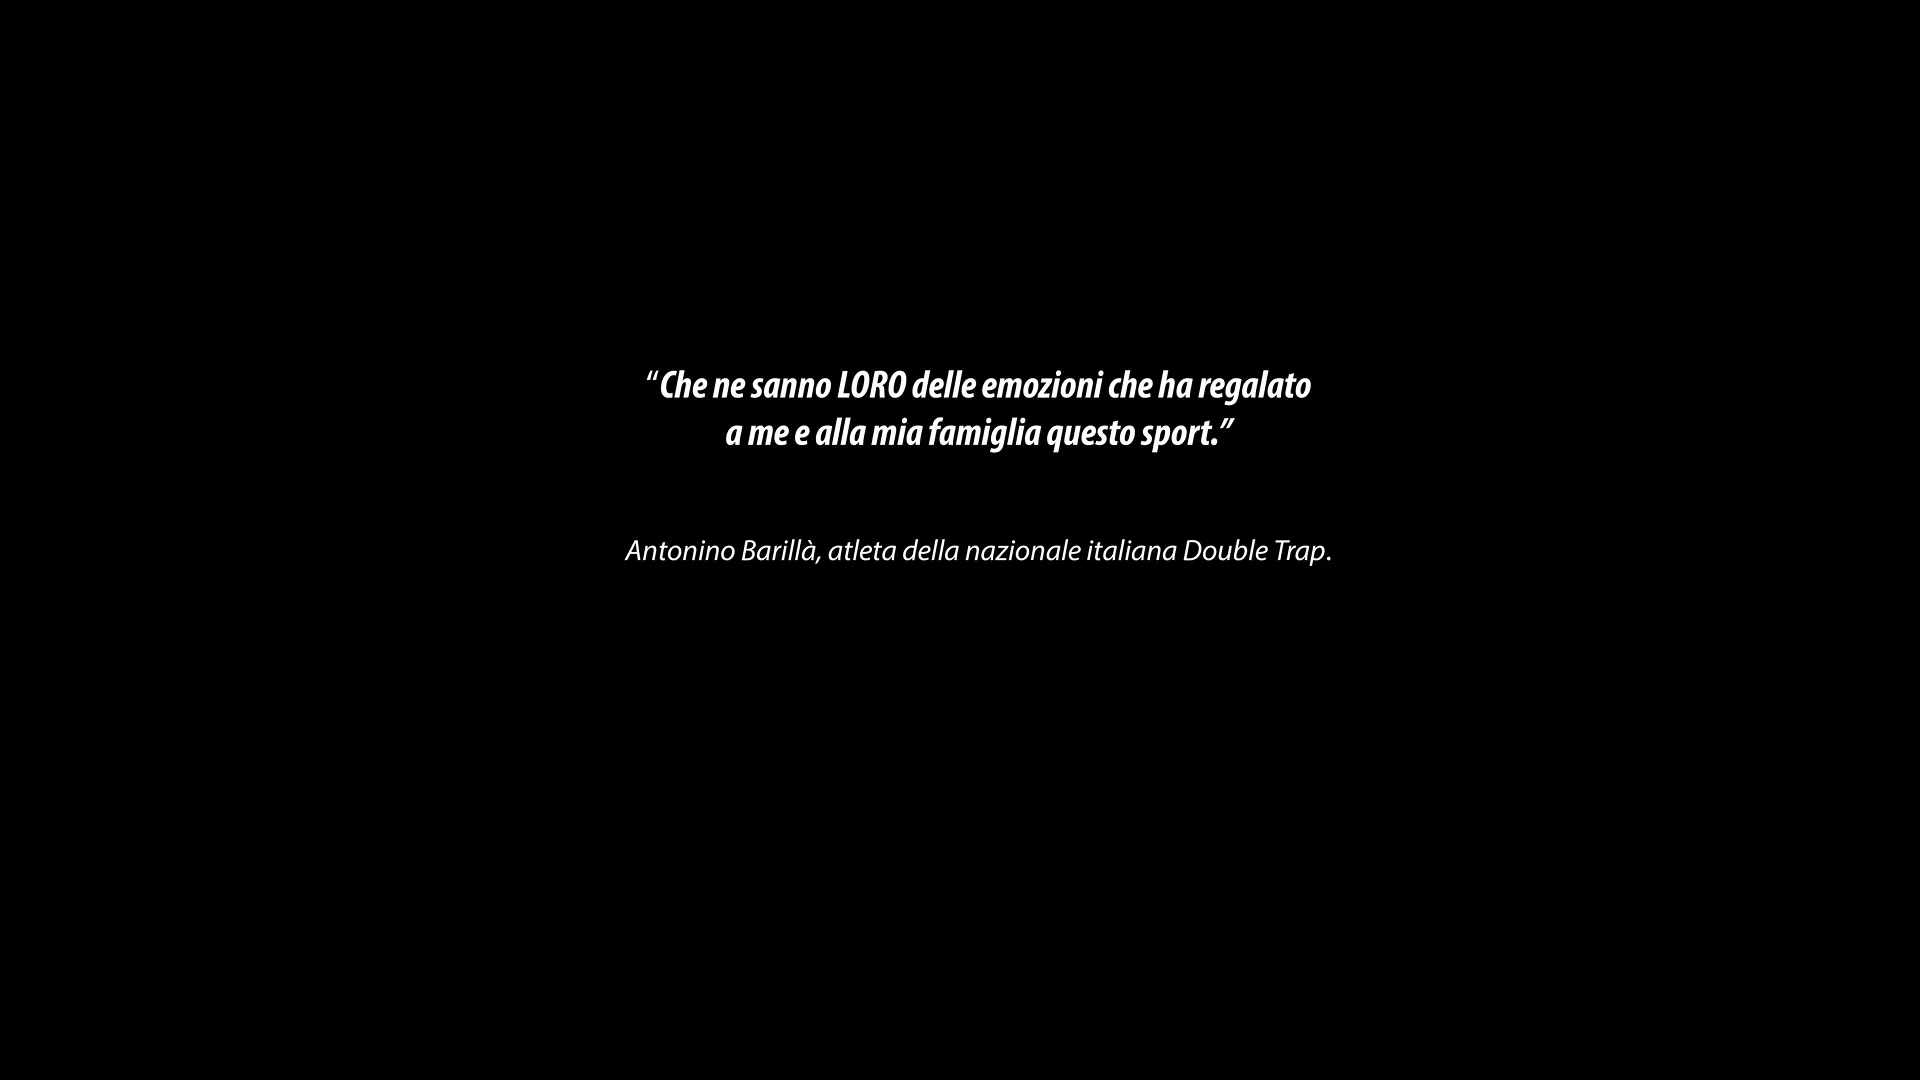 “Che ne sanno LORO delle emozioni che ha regalato
a me e alla mia famiglia questo sport.”
Antonino Barillà, atleta della nazionale italiana Double Trap.